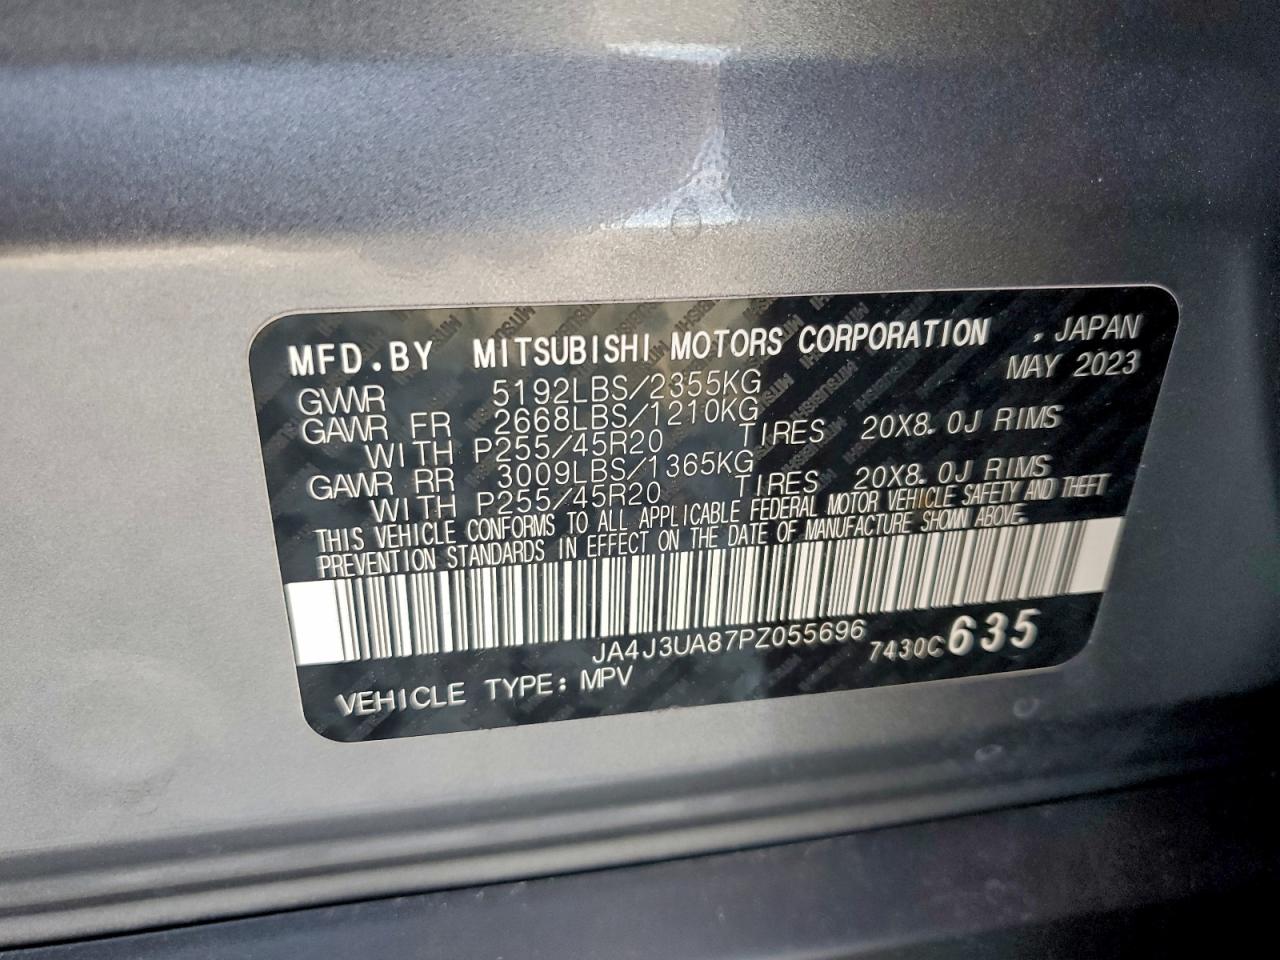 MFD.BY MITSUBISHI MOTORS CORPORATION , JAPAN
MAY 2023
GVWR 5192LBS/2355KG
GAWR FR 2668LBS/1210KG
WITH P255/45R20 TIRES 20X8.0J RIMS
GAWR RR 3009LBS/1365KG
WITH P255/45R20 TIRES 20X8.0J RIMS
THIS VEHICLE CONFORMS TO ALL APPLICABLE FEDERAL MOTOR VEHICLE SAFETY AND THEFT
PREVENTION STANDARDS IN EFFECT ON THE DATE OF MANUFACTURE SHOWN ABOVE.
JA4J3UA87PZ055696 7430C635
VEHICLE TYPE: MPV